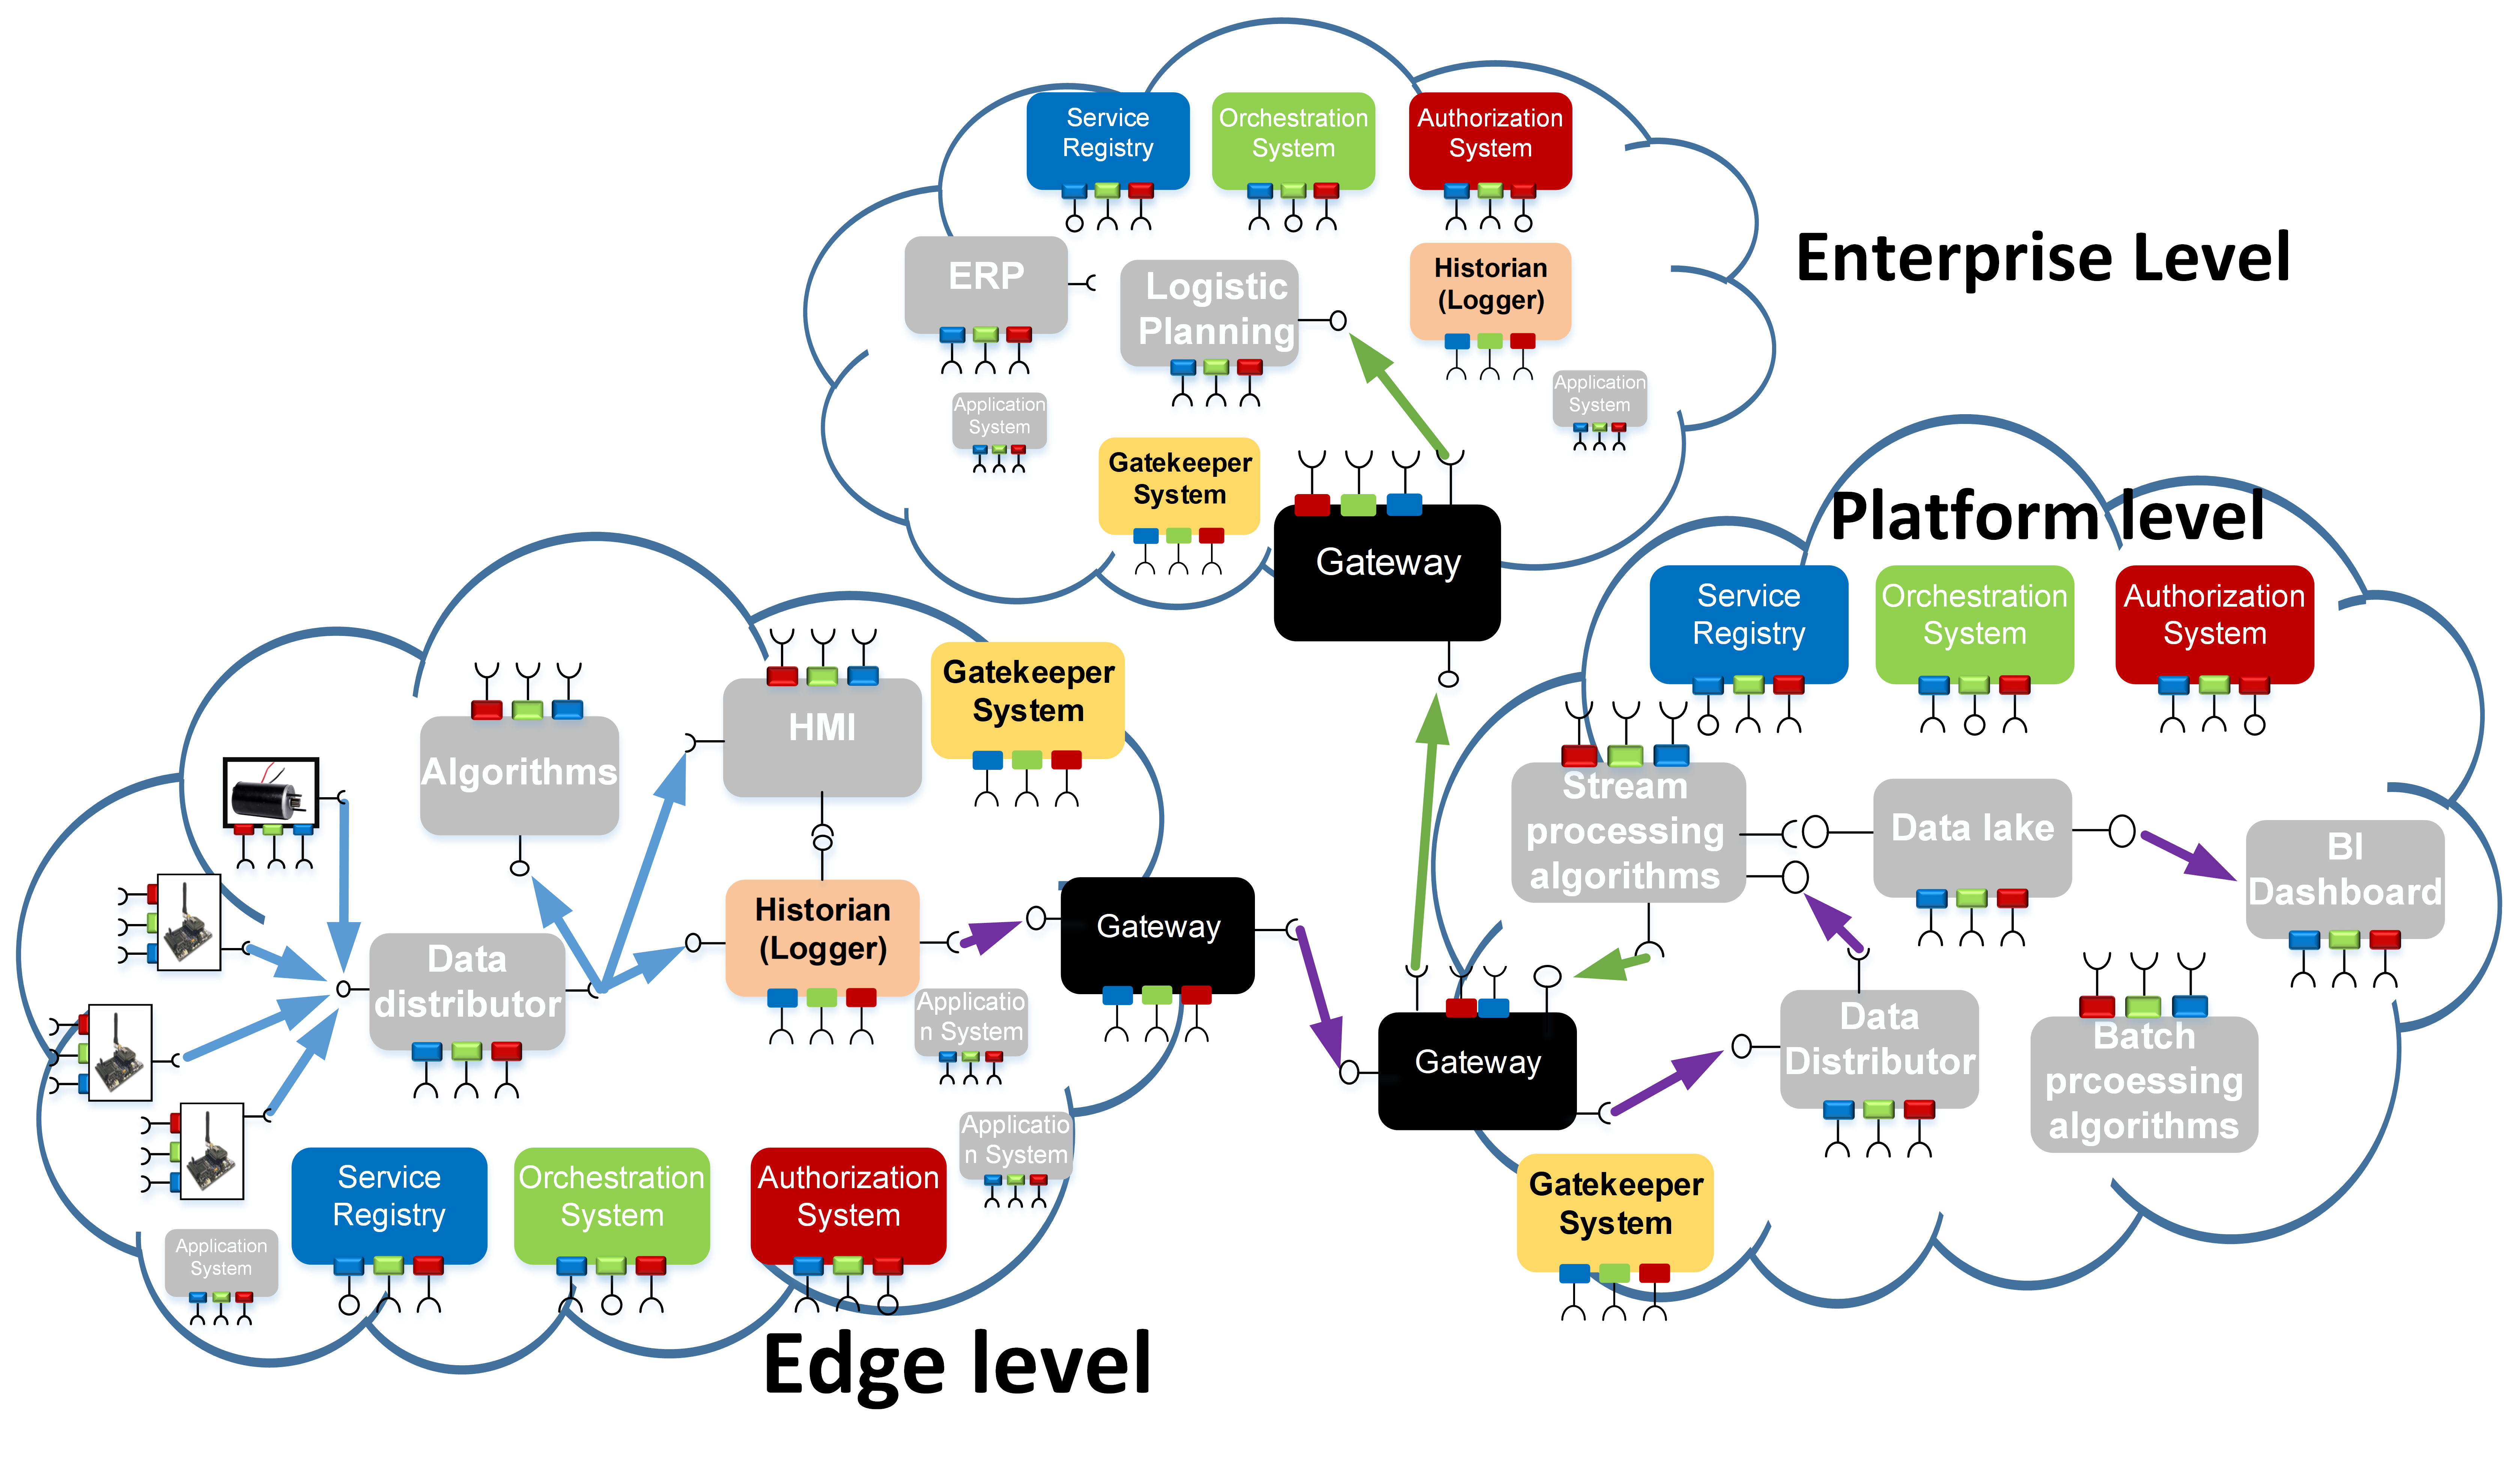 Service
Registry
Orchestration
System
Authorization
System
ERP
Logistic
Planning
Historian
(Logger)
Application
System
Application
System
Gatekeeper
System
Gateway
Enterprise Level
Platform level
Service
Registry
Orchestration
System
Authorization
System
Stream
processing
algorithms
Data lake
BI
Dashboard
Gateway
Data
Distributor
Batch
prcoessing
algorithms
Gatekeeper
System
Algorithms
HMI
Gatekeeper
System
Data
distributor
Historian
(Logger)
Gateway
Applicatio
n System
Applicatio
n System
Service
Registry
Orchestration
System
Authorization
System
Application
System
Edge level